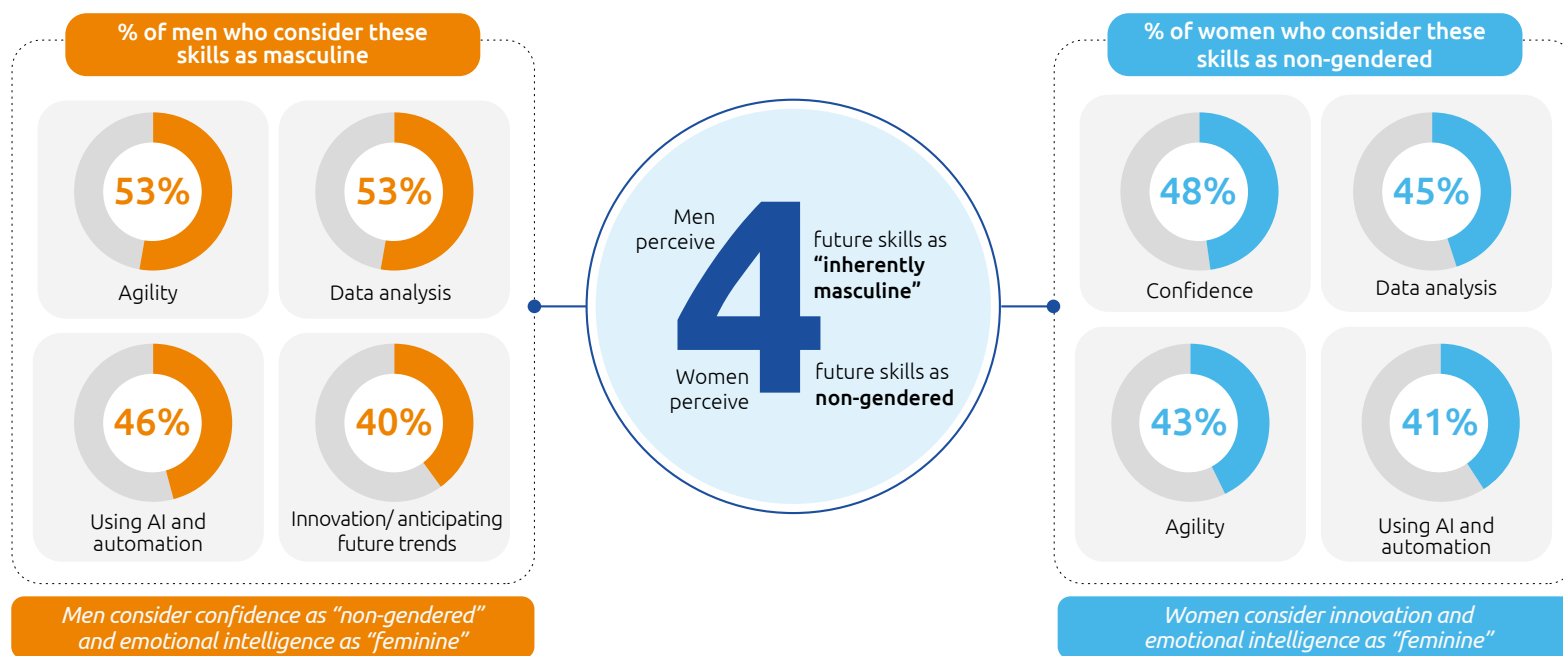 % of men who consider these
skills as masculine
53%
Agility
53%
Data analysis
46%
Using AI and
automation
40%
Innovation/ anticipating
future trends
Men consider confidence as “non-gendered”
and emotional intelligence as “feminine”
Men
perceive
4
future skills as
“inherently
masculine”
Women
perceive
future skills as
non-gendered
% of women who consider these
skills as non-gendered
48%
Confidence
45%
Data analysis
43%
Agility
41%
Using AI and
automation
Women consider innovation and
emotional intelligence as “feminine”